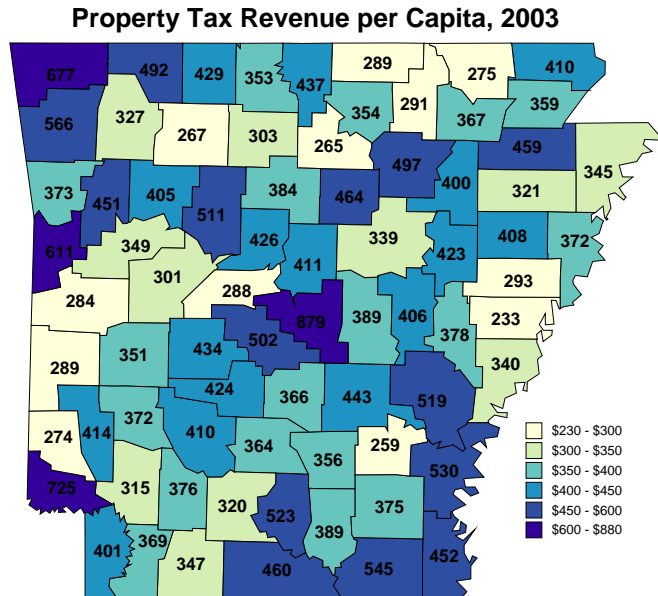 Property Tax Revenue per Capita, 2003
677 492 429 353 437 289 275 410
566 327 267 303 265 354 291 367 359
373 451 405 511 384 464 497 400 459 321 345
611 349 301 426 411 339 423 408 372
284 288 879 389 406 378 293 233
289 351 434 502 340
274 414 372 424 410 366 443 519
364 356 259 530
725 315 376 320 523 389 375
401 369 347 460 545 452
$230 - $300
$300 - $350
$350 - $400
$400 - $450
$450 - $600
$600 - $880